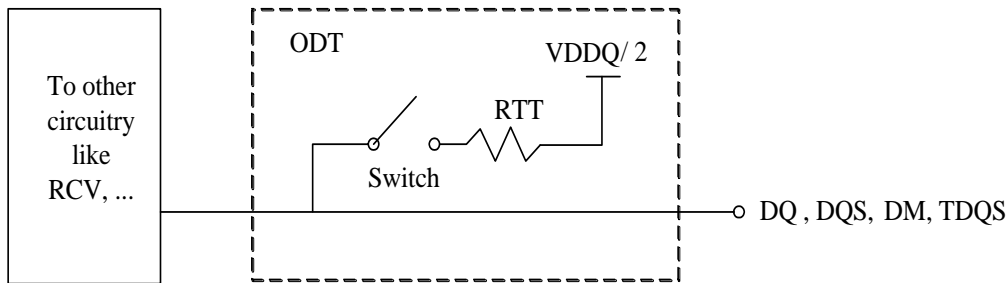 ODT
VDDQ/ 2
To other
circuitry
like
RCV, ...
RTT
Switch
DQ , DQS, DM, TDQS